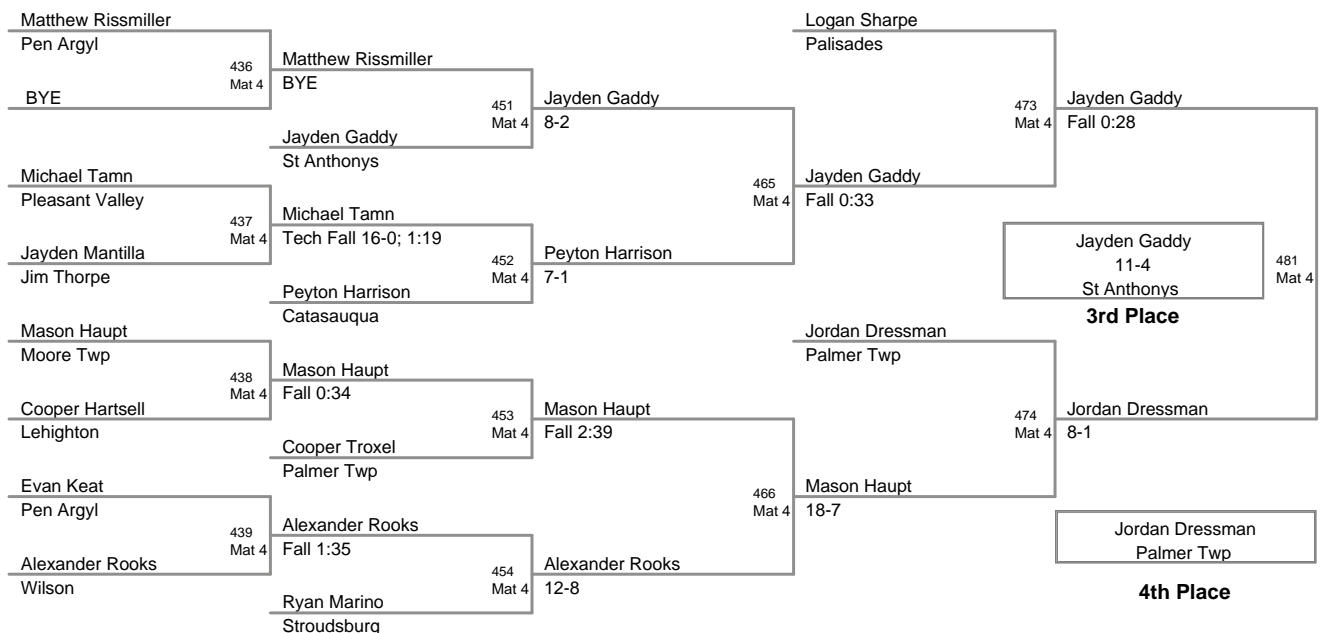 Matthew Rissmiller
Pen Argyl
436
Mat 4
BYE
Michael Tamn
Pleasant Valley
437
Mat 4
Jayden Mantilla
Jim Thorpe
Mason Haupt
Moore Twp
438
Mat 4
Cooper Hartsell
Lehighton
Evan Keat
Pen Argyl
439
Mat 4
Alexander Rooks
Wilson
Matthew Rissmiller
BYE
451
Mat 4
Jayden Gaddy
St Anthonys
Michael Tamn
Tech Fall 16-0; 1:19
452
Mat 4
Peyton Harrison
Catasauqua
Mason Haupt
Fall 0:34
453
Mat 4
Cooper Troxel
Palmer Twp
Alexander Rooks
Fall 1:35
454
Mat 4
Ryan Marino
Stroudsburg
Jayden Gaddy
8-2
465
Mat 4
Peyton Harrison
7-1
Mason Haupt
Fall 2:39
466
Mat 4
Alexander Rooks
12-8
Logan Sharpe
Palisades
473
Mat 4
Jayden Gaddy
Fall 0:33
Jordan Dressman
Palmer Twp
474
Mat 4
Mason Haupt
18-7
Jayden Gaddy
Fall 0:28
481
Mat 4
Jordan Dressman
8-1
Jayden Gaddy
11-4
St Anthonys
3rd Place
Jordan Dressman
Palmer Twp
4th Place